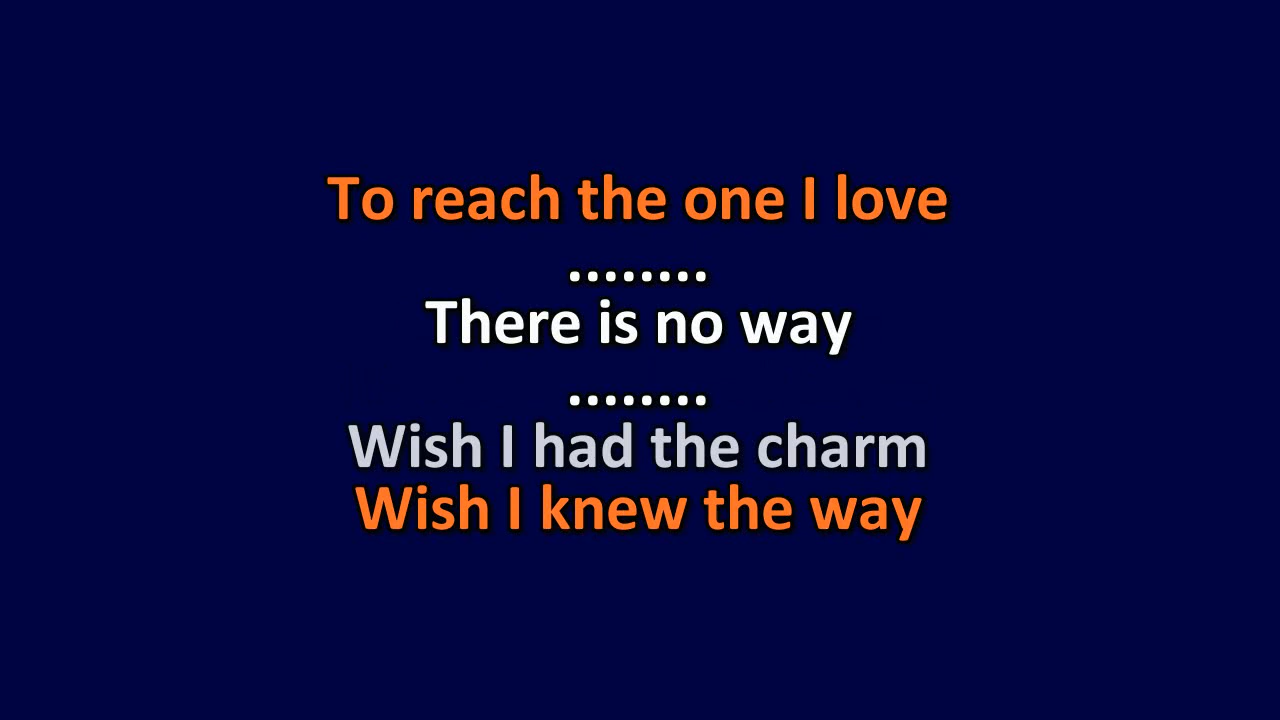 To reach the one I love
........
There is no way
........
Wish I had the charm
Wish I knew the way